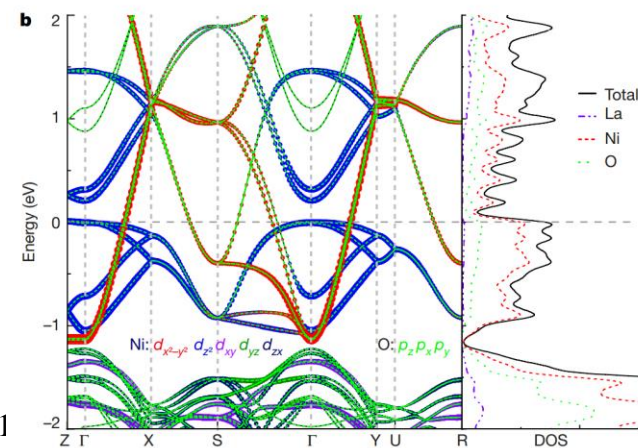 b
2
1
0
−1
−2
Energy (eV)
Ni: dx²–y² dz² dxy dyz dzx
O: pz px py
Z Γ X S Γ Y U R
DOS
Total
La
Ni
O
1